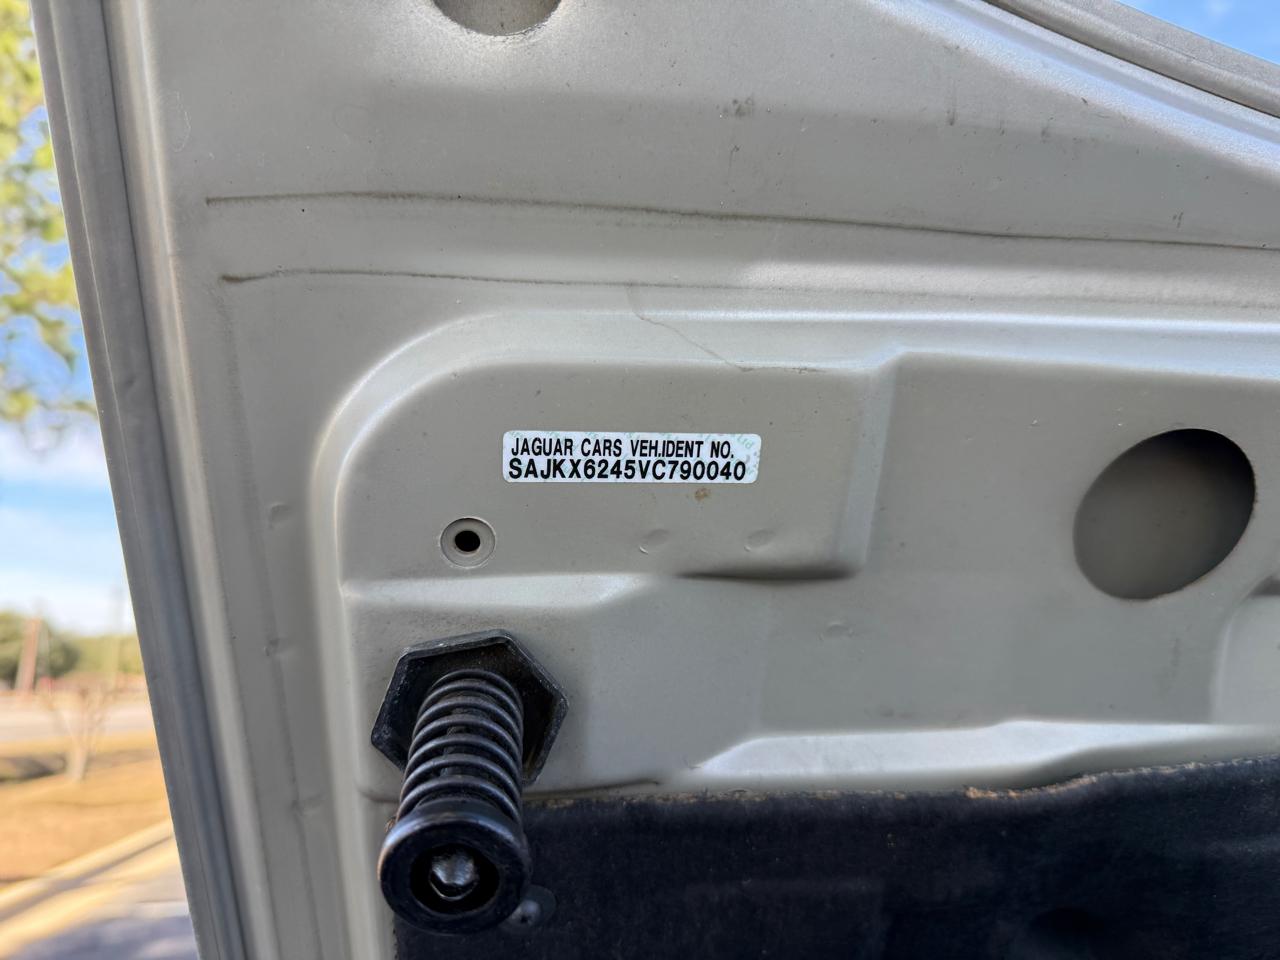 JAGUAR CARS VEH.IDENT NO.
SAJKX6245VC790040